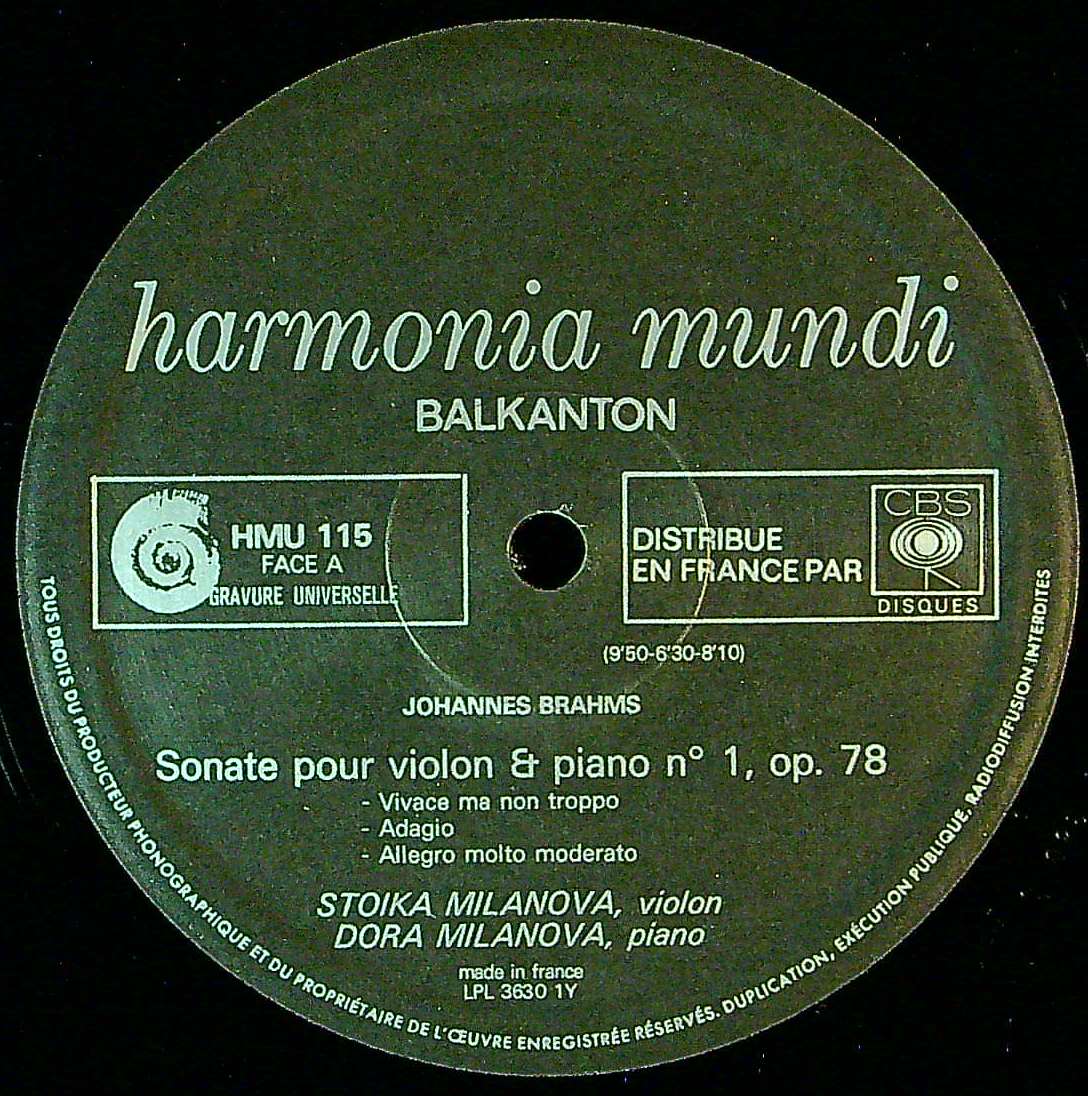 harmonia mundi
BALKANTON
HMU 115
FACE A
GRAVURE UNIVERSELLE
DISTRIBUE
EN FRANCE PAR
CBS
DISQUES
(9'50-6'30-8'10)
JOHANNES BRAHMS
Sonate pour violon & piano n° 1, op. 78
- Vivace ma non troppo
- Adagio
- Allegro molto moderato
STOIKA MILANOVA, violon
DORA MILANOVA, piano
made in france
LPL 3630 1Y
TOUS DROITS DU PRODUCTEUR PHONOGRAPHIQUE ET DU PROPRIÉTAIRE DE L'ŒUVRE ENREGISTRÉE RÉSERVÉS. DUPLICATION, EXÉCUTION PUBLIQUE, RADIODIFFUSION INTERDITES